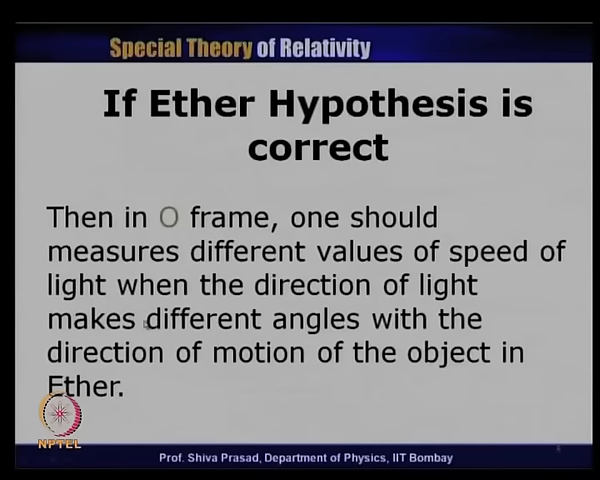 Special Theory of Relativity
If Ether Hypothesis is
correct
Then in O frame, one should
measures different values of speed of
light when the direction of light
makes different angles with the
direction of motion of the object in
Ether.
NPTEL
Prof. Shiva Prasad, Department of Physics, IIT Bombay